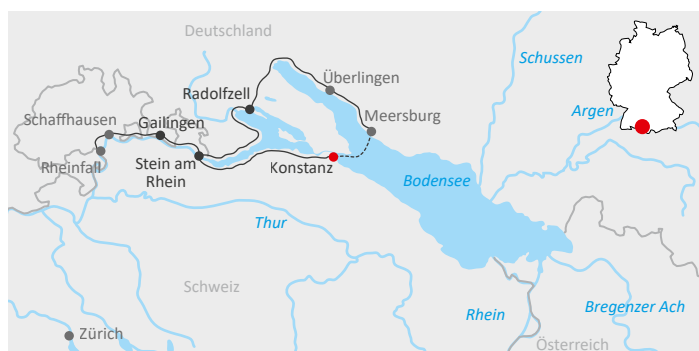 Deutschland
Schussen
Überlingen
Radolfzell
Argen
Meersburg
Gailingen
Schaffhausen
Rheinfall
Stein am
Rhein
Konstanz
Bodensee
Thur
Schweiz
Rhein
Bregenzer Ach
Zürich
Österreich